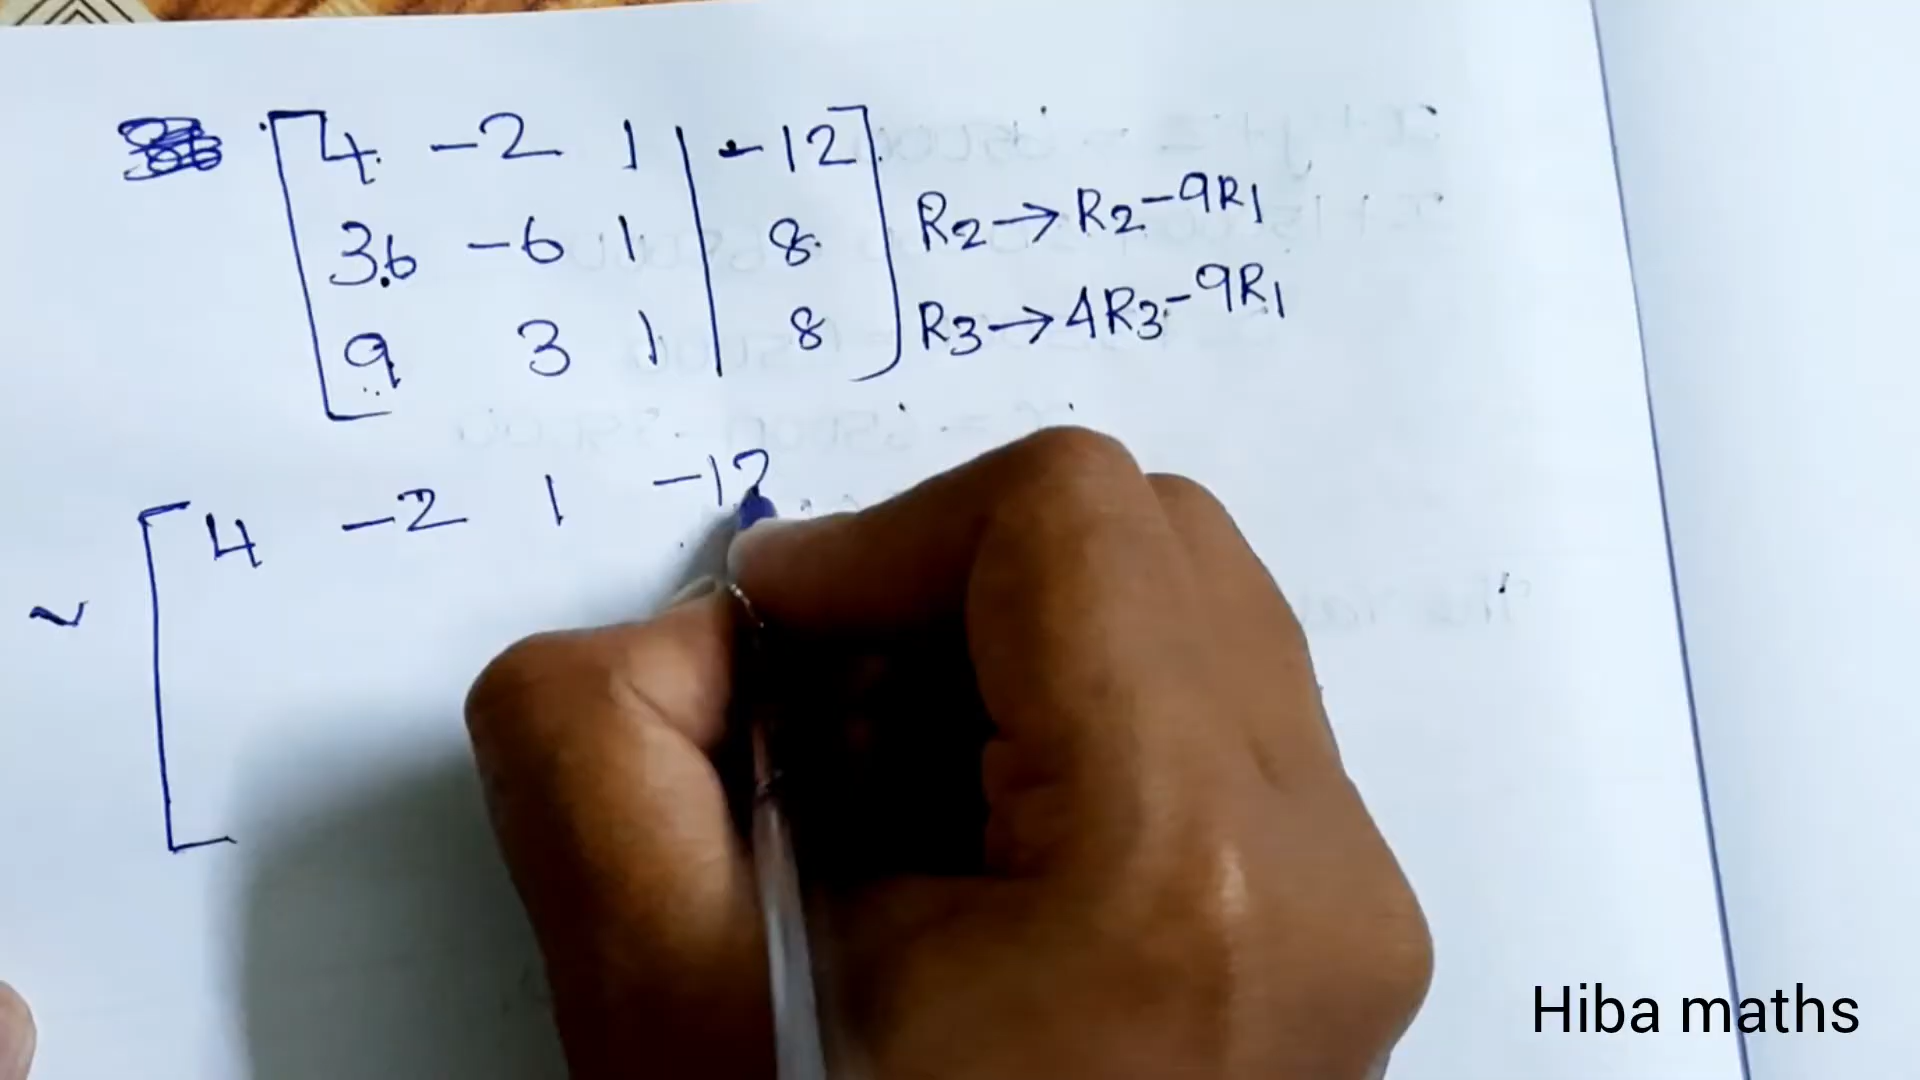 4 -2 1 | -12
36 -6 1 | 8 R2→R2-9R1
9 3 1 | 8 R3→4R3-9R1
~ 4 -2 1 -12
Hiba maths